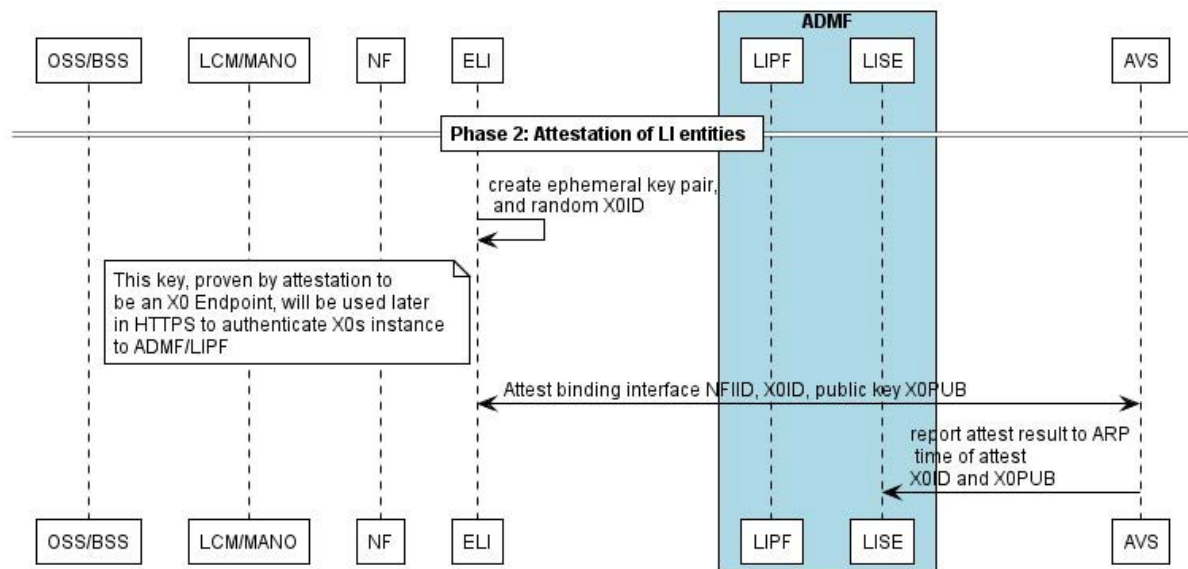 ADMF
OSS/BSS LCM/MANO NF ELI LIPF LISE AVS
Phase 2: Attestation of LI entities
create ephemeral key pair,
and random X0ID
This key, proven by attestation to
be an X0 Endpoint, will be used later
in HTTPS to authenticate X0s instance
to ADMF/LIPF
Attest binding interface NFIID, X0ID, public key X0PUB
report attest result to ARP
time of attest
X0ID and X0PUB
OSS/BSS LCM/MANO NF ELI LIPF LISE AVS